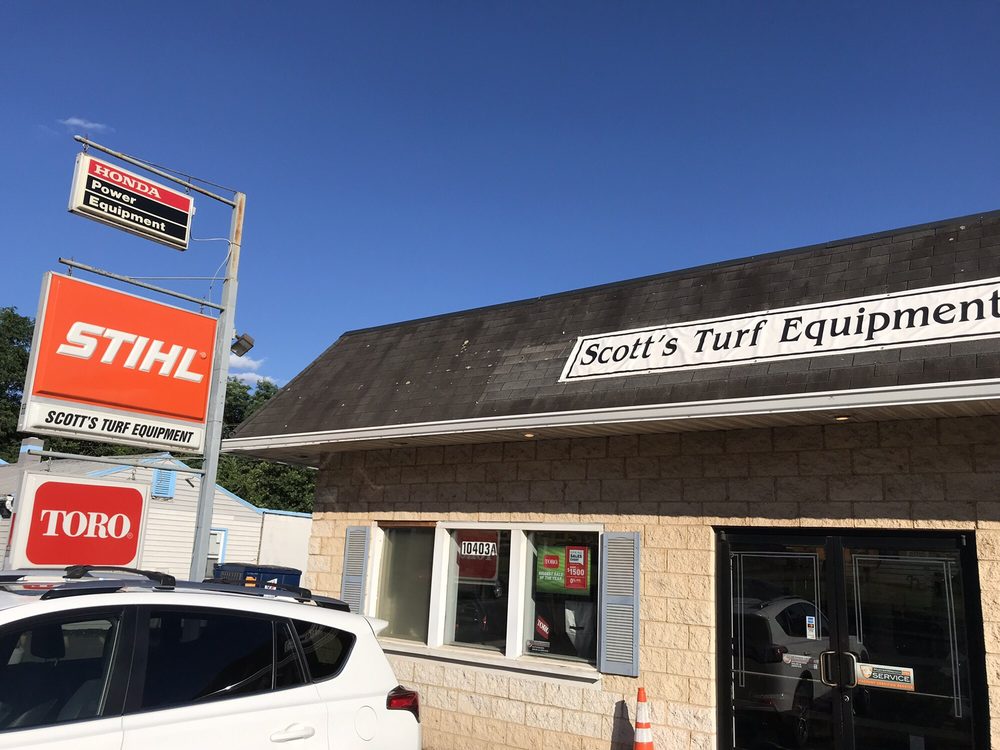 HONDA
Power
Equipment
STIHL
SCOTT'S TURF EQUIPMENT
TORO
Scott's Turf Equipment
10403A
TORO
$1500
SERVICE